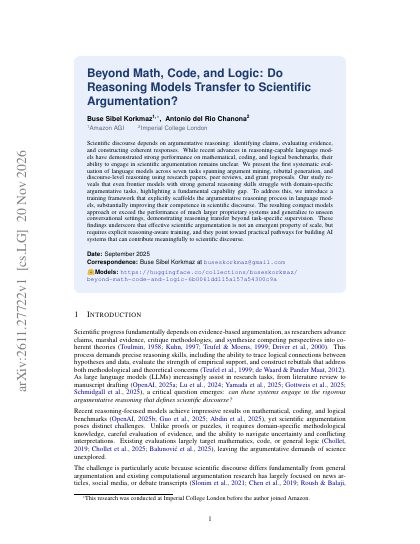 Beyond Math, Code, and Logic: Do
Reasoning Models Transfer to Scientific
Argumentation?
Buse Sibel Korkmaz1,*, Antonio del Rio Chanona2
1Amazon AGI 2Imperial College London
Scientific discourse depends on argumentative reasoning: identifying claims, evaluating evidence,
and constructing coherent responses. While recent advances in reasoning-capable language mod-
els have demonstrated strong performance on mathematical, coding, and logical benchmarks, their
ability to engage in scientific argumentation remains unclear. We present the first systematic eval-
uation of language models across seven tasks spanning argument mining, rebuttal generation, and
discourse-level reasoning using research papers, peer reviews, and grant proposals. Our study re-
veals that even frontier models with strong general reasoning skills struggle with domain-specific
argumentative tasks, highlighting a fundamental capability gap. To address this, we introduce a
training framework that explicitly scaffolds the argumentative reasoning process in language mod-
els, substantially improving their competence in scientific discourse. The resulting compact models
approach or exceed the performance of much larger proprietary systems and generalize to unseen
conversational settings, demonstrating reasoning transfer beyond task-specific supervision. These
findings underscore that effective scientific argumentation is not an emergent property of scale, but
requires explicit reasoning-aware training, and they point toward practical pathways for building AI
systems that can contribute meaningfully to scientific discourse.
Date: September 2025
Correspondence: Buse Sibel Korkmaz at buseskorkmaz@gmail.com
Models: https://huggingface.co/collections/buseskorkmaz/
beyond-math-code-and-logic-6b0061dd115a157a54300c9a
arXiv:2611.27722v1 [cs.LG] 20 Nov 2026
1 INTRODUCTION
Scientific progress fundamentally depends on evidence-based argumentation, as researchers advance
claims, marshal evidence, critique methodologies, and synthesize competing perspectives into co-
herent theories (Toulmin, 1958; Kuhn, 1997; Teufel & Moens, 1999; Driver et al., 2000). This
process demands precise reasoning skills, including the ability to trace logical connections between
hypotheses and data, evaluate the strength of empirical support, and construct rebuttals that address
both methodological and theoretical concerns (Teufel et al., 1999; de Waard & Pander Maat, 2012).
As large language models (LLMs) increasingly assist in research tasks, from literature review to
manuscript drafting (OpenAI, 2025a; Lu et al., 2024; Yamada et al., 2025; Gottweis et al., 2025;
Schmidgall et al., 2025), a critical question emerges: can these systems engage in the rigorous
argumentative reasoning that defines scientific discourse?
Recent reasoning-focused models achieve impressive results on mathematical, coding, and logical
benchmarks (OpenAI, 2025b; Guo et al., 2025; Abdin et al., 2025), yet scientific argumentation
poses distinct challenges. Unlike proofs or puzzles, it requires domain-specific methodological
knowledge, careful evaluation of evidence, and the ability to navigate uncertainty and conflicting
interpretations. Existing evaluations largely target mathematics, code, or general logic (Chollet,
2019; Chollet et al., 2025; Balunović et al., 2025), leaving the argumentative demands of science
unexplored.
The challenge is particularly acute because scientific discourse differs fundamentally from general
argumentation and existing computational argumentation research has largely focused on news ar-
ticles, social media, or debate transcripts (Slonim et al., 2021; Chen et al., 2019; Roush & Balaji,
*This research was conducted at Imperial College London before the author joined Amazon.
1